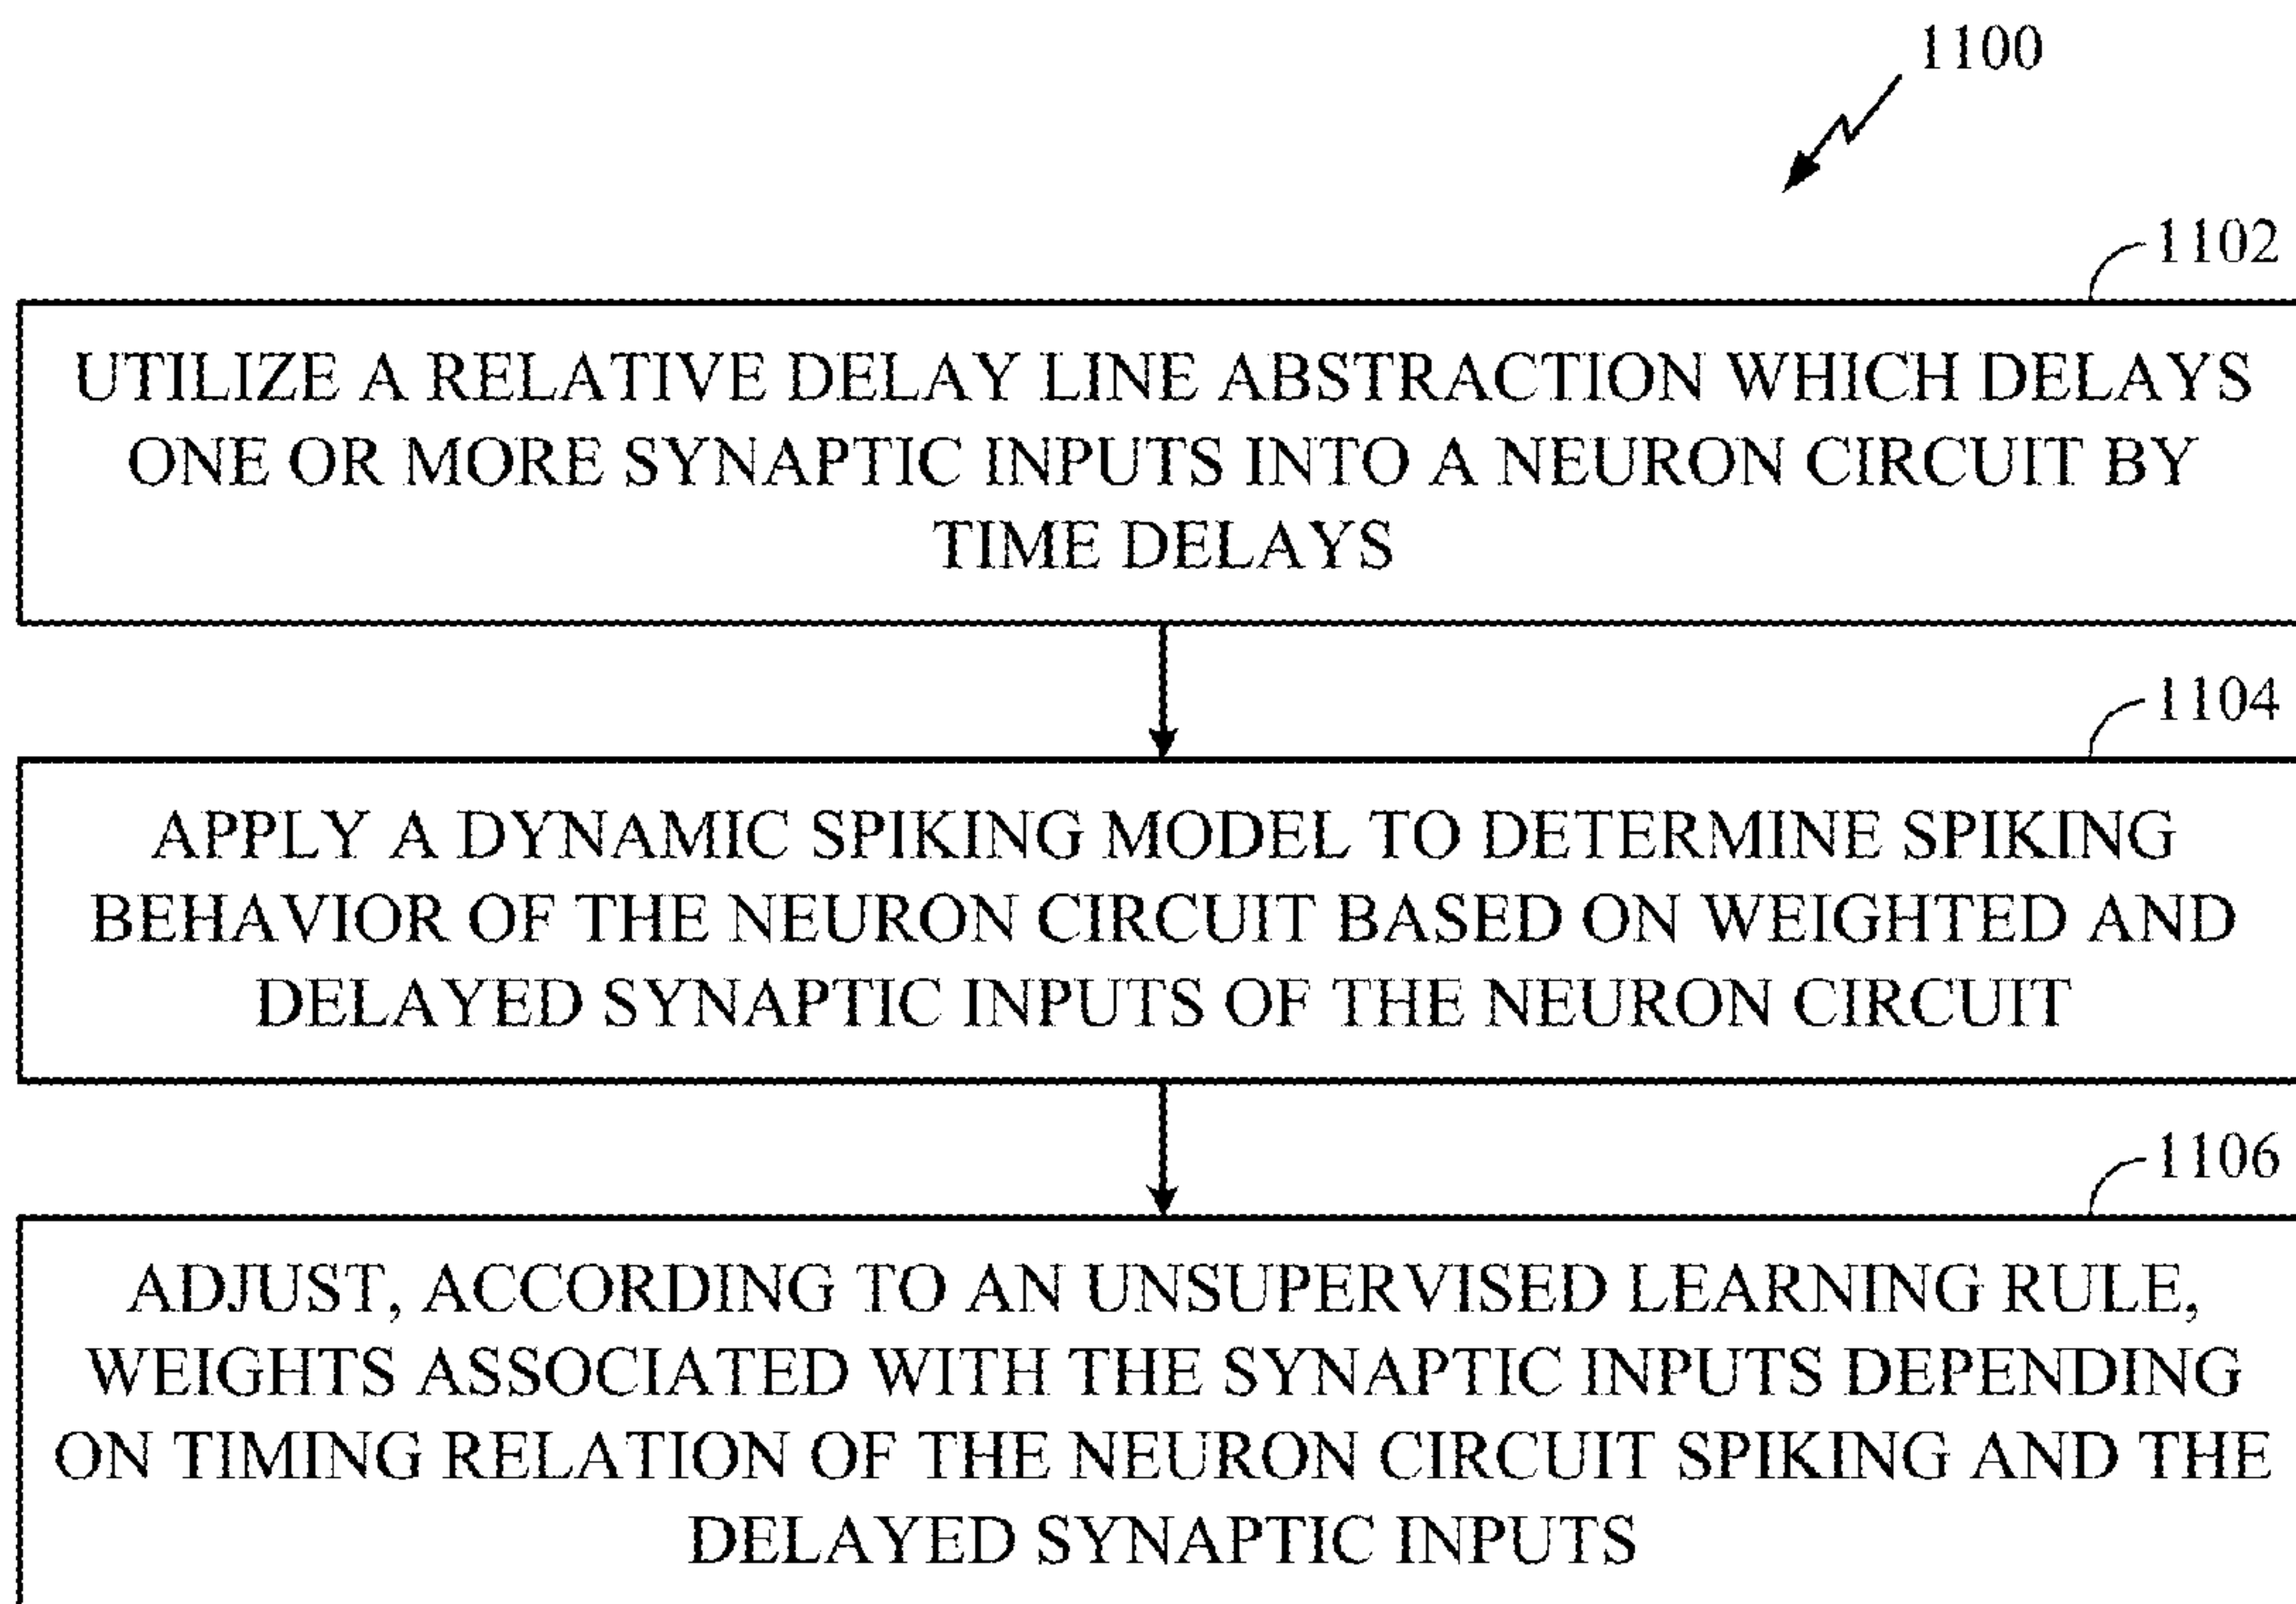 1100
1102
UTILIZE A RELATIVE DELAY LINE ABSTRACTION WHICH DELAYS
ONE OR MORE SYNAPTIC INPUTS INTO A NEURON CIRCUIT BY
TIME DELAYS
1104
APPLY A DYNAMIC SPIKING MODEL TO DETERMINE SPIKING
BEHAVIOR OF THE NEURON CIRCUIT BASED ON WEIGHTED AND
DELAYED SYNAPTIC INPUTS OF THE NEURON CIRCUIT
1106
ADJUST, ACCORDING TO AN UNSUPERVISED LEARNING RULE,
WEIGHTS ASSOCIATED WITH THE SYNAPTIC INPUTS DEPENDING
ON TIMING RELATION OF THE NEURON CIRCUIT SPIKING AND THE
DELAYED SYNAPTIC INPUTS